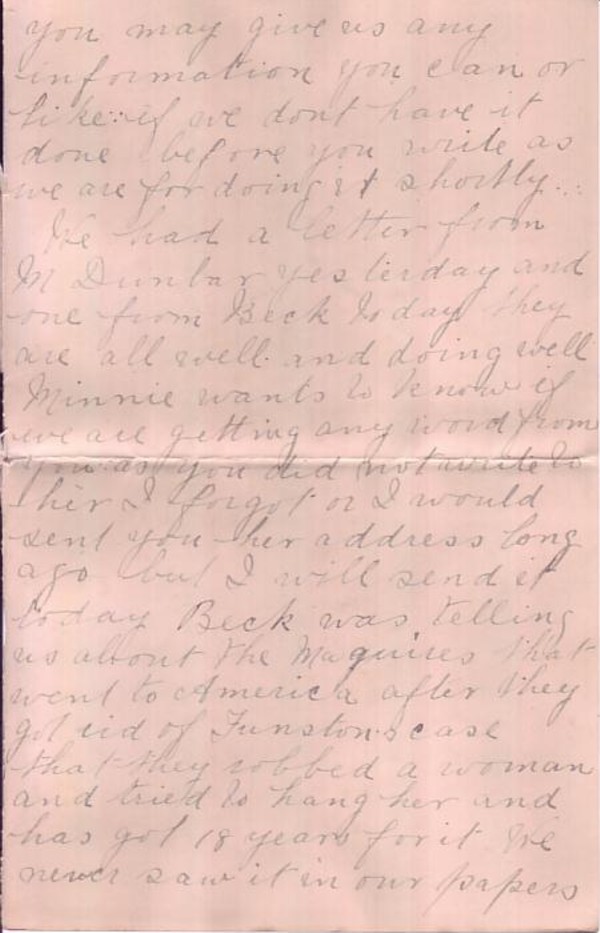 you may give us any
information you can or
like: if we dont have it
done before you write as
we are for doing it shortly...
We had a letter from
M Dunbar yesterday and
one from Beck today they
are all well and doing well
Minnie wants to know if
we are getting any word from
you as you did not write to
her I forgot or I would
sent you her address long
ago but I will send it
today Beck was telling
us about the Maguires that
went to America after they
got rid of Funstons case
that they robbed a woman
and tried to hang her and
has got 18 years for it We
never saw it in our papers